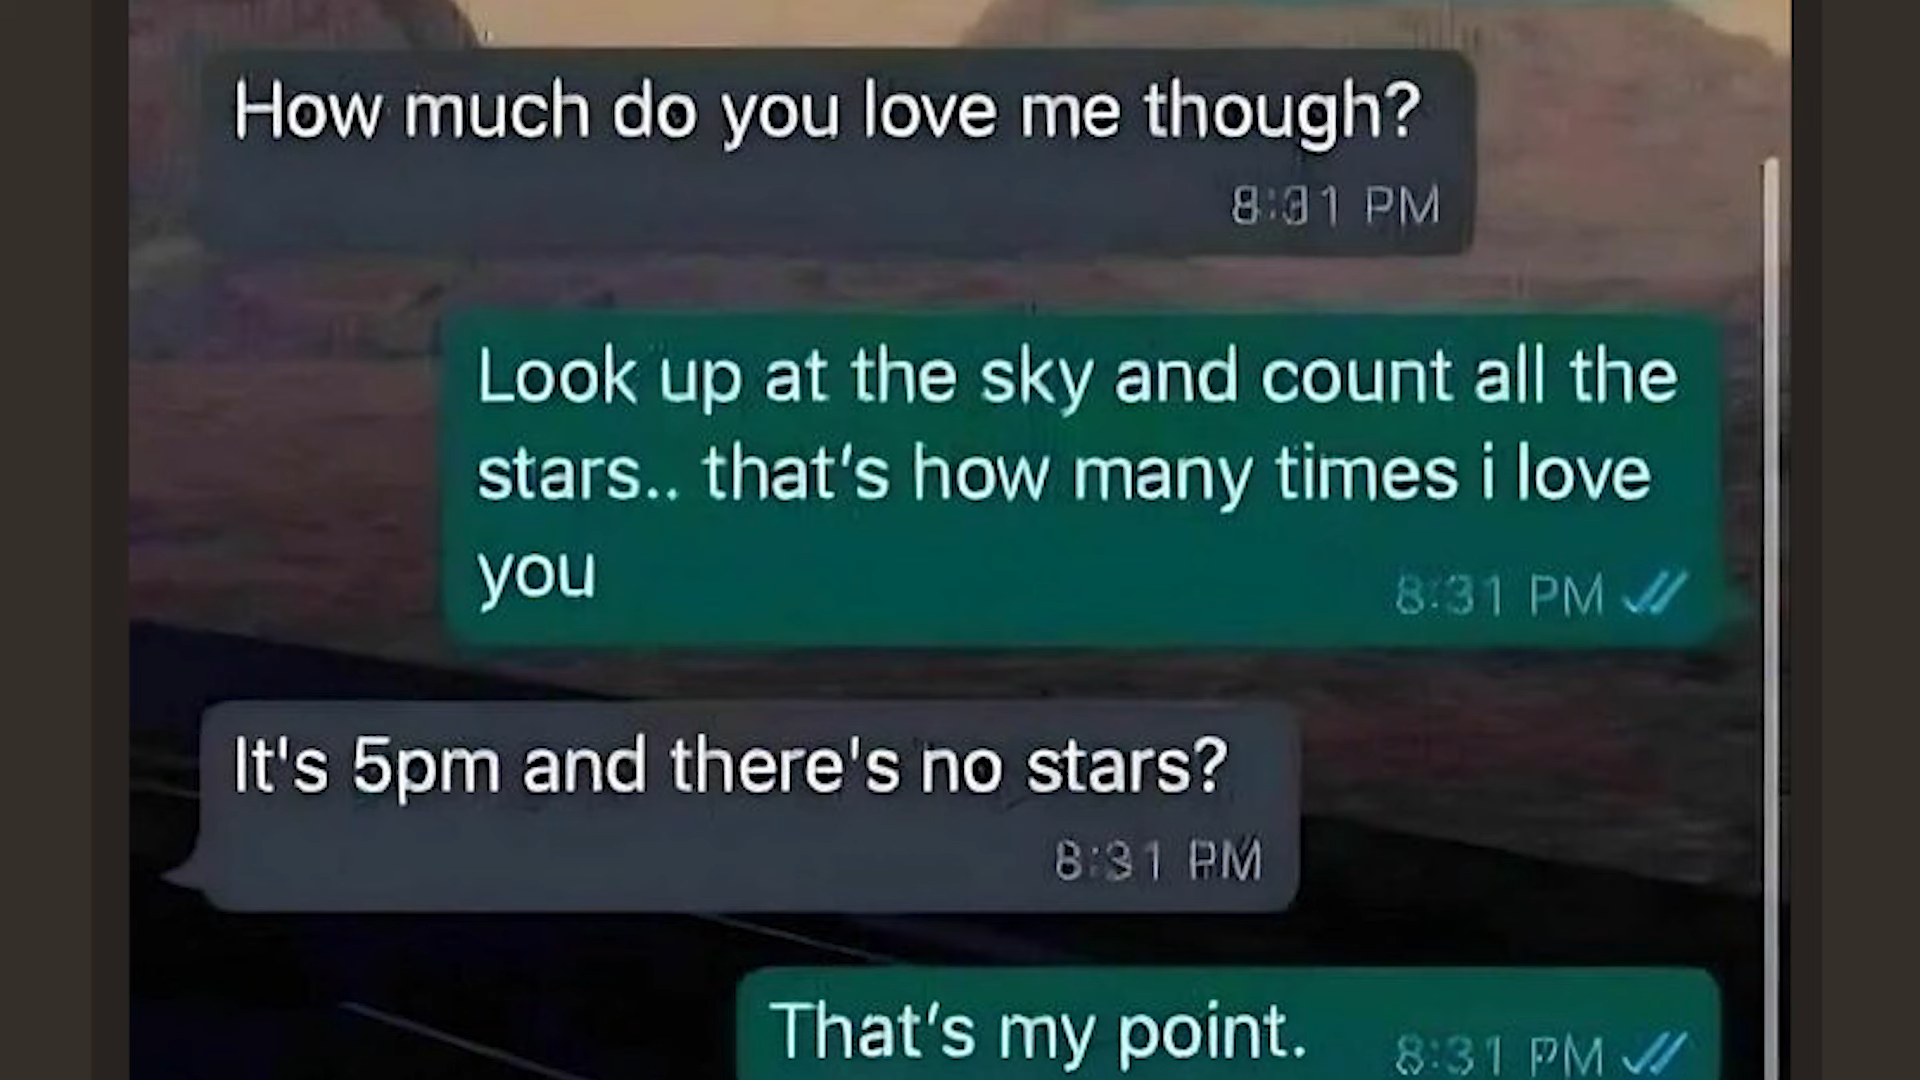 How much do you love me though?
8:31 PM
Look up at the sky and count all the
stars.. that's how many times i love
you
8:31 PM
It's 5pm and there's no stars?
8:31 PM
That's my point.
8:31 PM